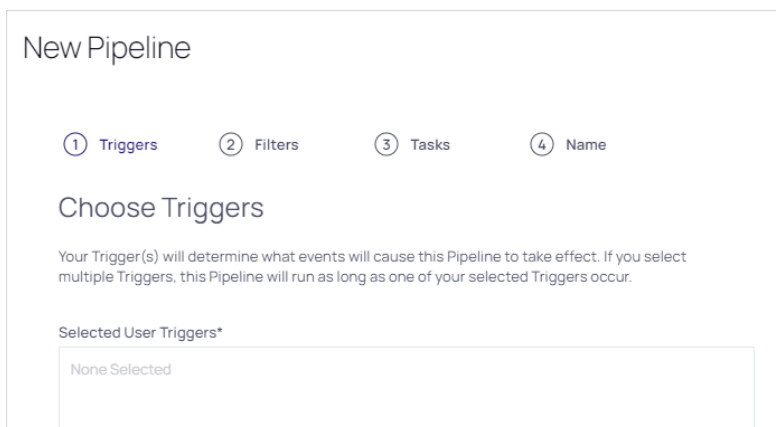 New Pipeline
1 Triggers 2 Filters 3 Tasks 4 Name
Choose Triggers
Your Trigger(s) will determine what events will cause this Pipeline to take effect. If you select
multiple Triggers, this Pipeline will run as long as one of your selected Triggers occur.
Selected User Triggers*
None Selected